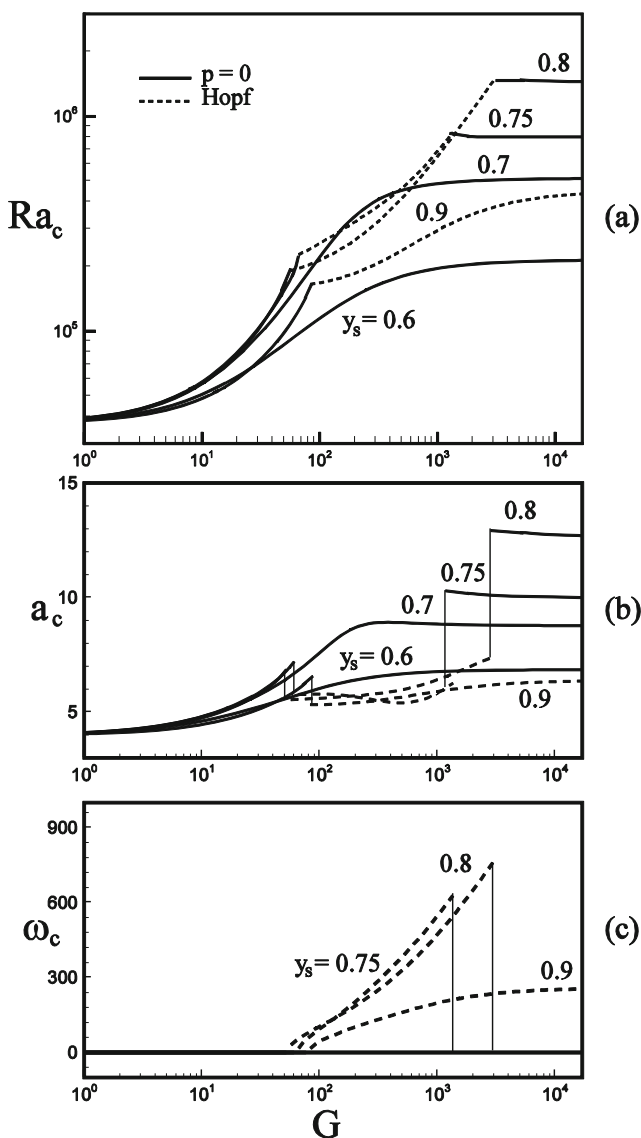 p = 0
Hopf
0.8
10⁶
0.75
0.7
Ra_c
0.9
(a)
y_s = 0.6
10⁵
10⁰ 10¹ 10² 10³ 10⁴
15
0.8
0.75
a_c
10
0.7
(b)
y_s = 0.6
5
0.9
10⁰ 10¹ 10² 10³ 10⁴
900
0.8
600
ω_c
(c)
y_s = 0.75
300
0.9
0
10⁰ 10¹ 10² 10³ 10⁴
G